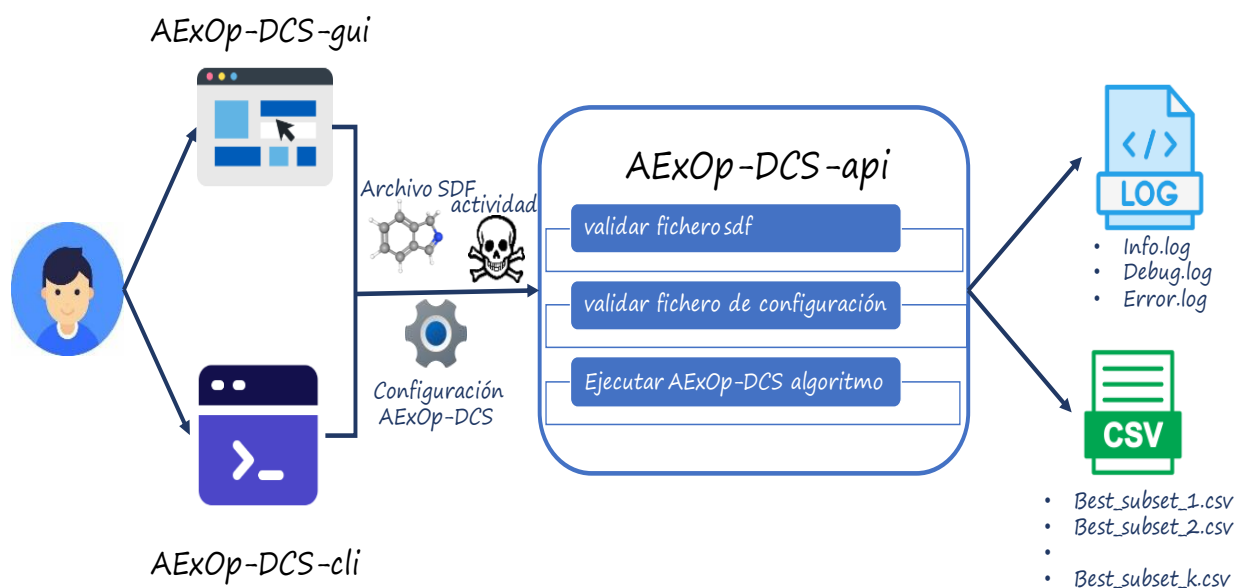 AExOp-DCS-gui
Archivo SDF
actividad
Configuración
AExOp-DCS
AExOp-DCS-cli
AExOp-DCS-api
validar fichero sdf
validar fichero de configuración
Ejecutar AExOp-DCS algoritmo
</>
LOG
• Info.log
• Debug.log
• Error.log
CSV
• Best_subset_1.csv
• Best_subset_2.csv
•
• Best_subset_k.csv